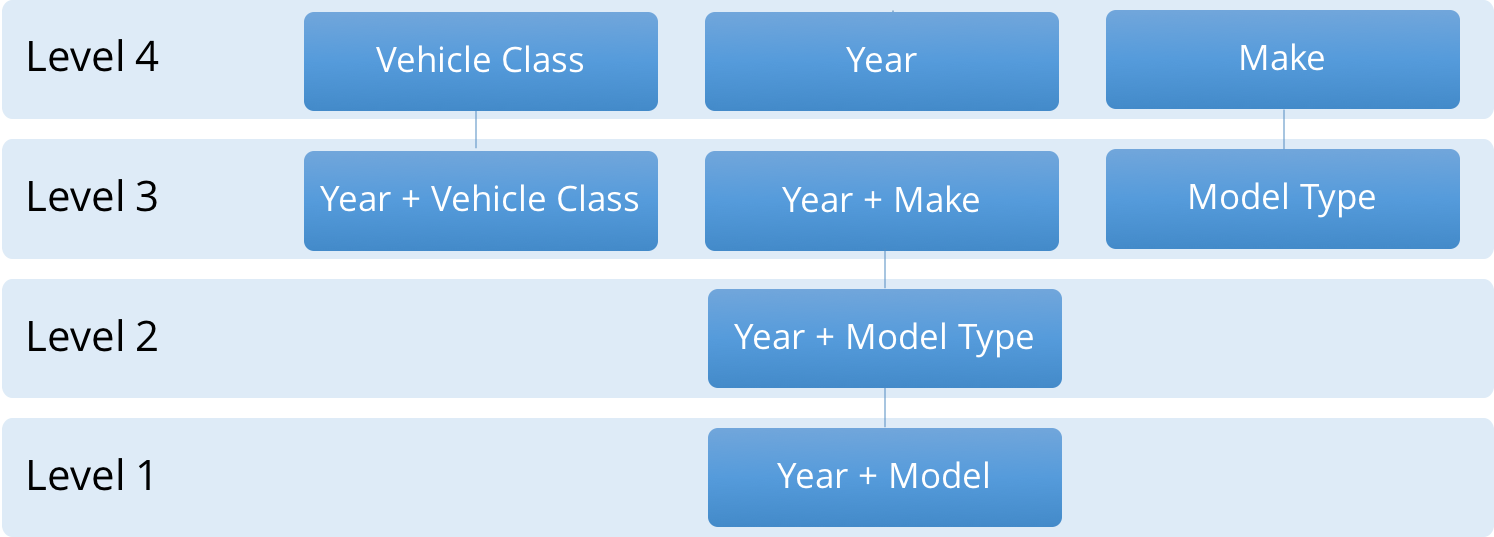 Level 4
Vehicle Class
Year
Make
Level 3
Year + Vehicle Class
Year + Make
Model Type
Level 2
Year + Model Type
Level 1
Year + Model